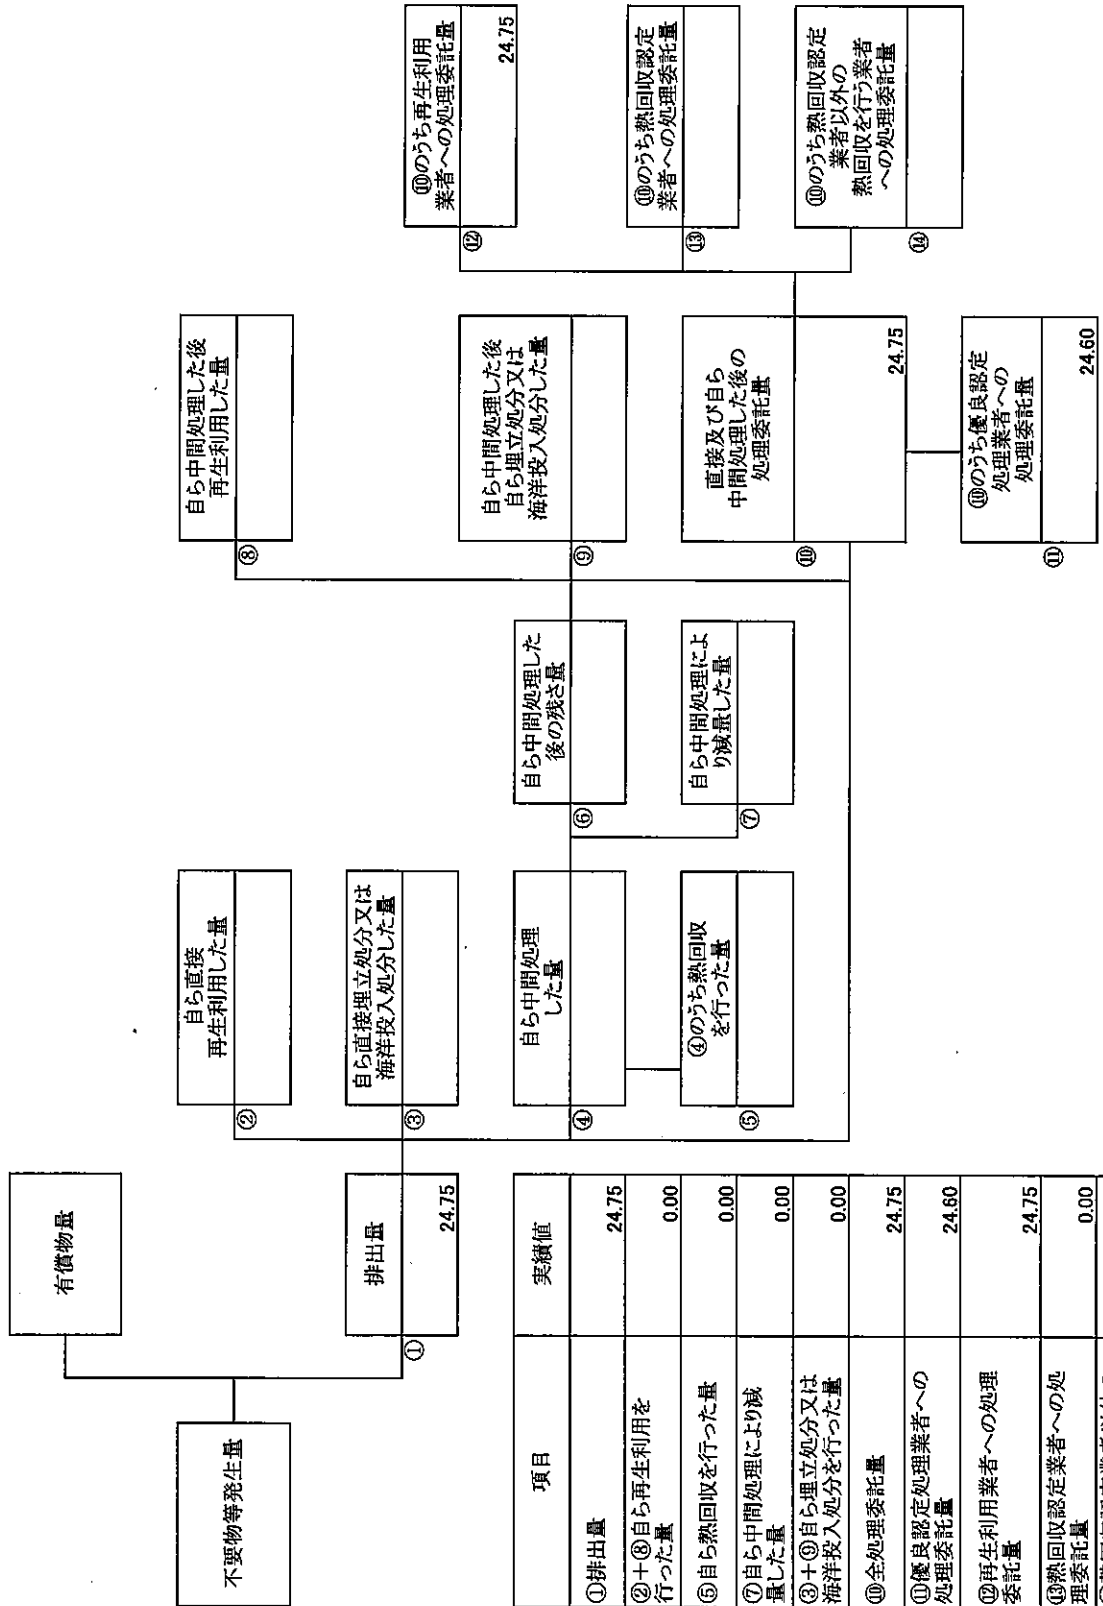 不要物等発生量
有償物量
排出量
①
24.75
自ら直接
再生利用した量
②
自ら直接埋立処分又は
海洋投入処分した量
③
自ら中間処理
した量
④
④のうち熱回収
を行った量
⑤
自ら中間処理した
後の残さ量
⑥
自ら中間処理によ
り減量した量
⑦
自ら中間処理した後
再生利用した量
⑧
自ら中間処理した後
自ら埋立処分又は
海洋投入処分した量
⑨
直接及び自ら
中間処理した後の
処理委託量
⑩
24.75
⑩のうち優良認定
処理業者への
処理委託量
⑪
24.60
⑩のうち再生利用
業者への処理委託量
⑫
24.75
⑩のうち熱回収認定
業者への処理委託量
⑬
⑩のうち熱回収認定
業者以外の
熱回収を行う業者
への処理委託量
⑭
項目 実績値
①排出量 24.75
②+⑧自ら再生利用を
行った量 0.00
⑤自ら熱回収を行った量 0.00
⑦自ら中間処理により減
量した量 0.00
③+⑨自ら埋立処分又は
海洋投入処分を行った量 0.00
⑩全処理委託量 24.75
⑪優良認定処理業者への
処理委託量 24.60
⑫再生利用業者への処理
委託量 24.75
⑬熱回収認定業者への処
理委託量 0.00